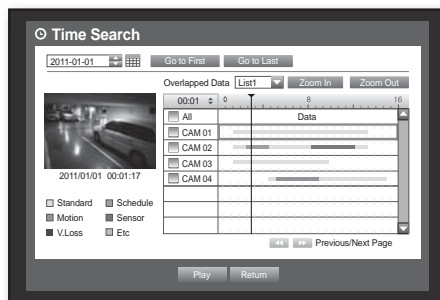 Time Search
2011-01-01
Go to First
Go to Last
Overlapped Data
List1
Zoom In
Zoom Out
00:01
0
8
16
All
Data
CAM 01
CAM 02
CAM 03
CAM 04
2011/01/01 00:01:17
Standard
Schedule
Motion
Sensor
V.Loss
Etc
Previous/Next Page
Play
Return